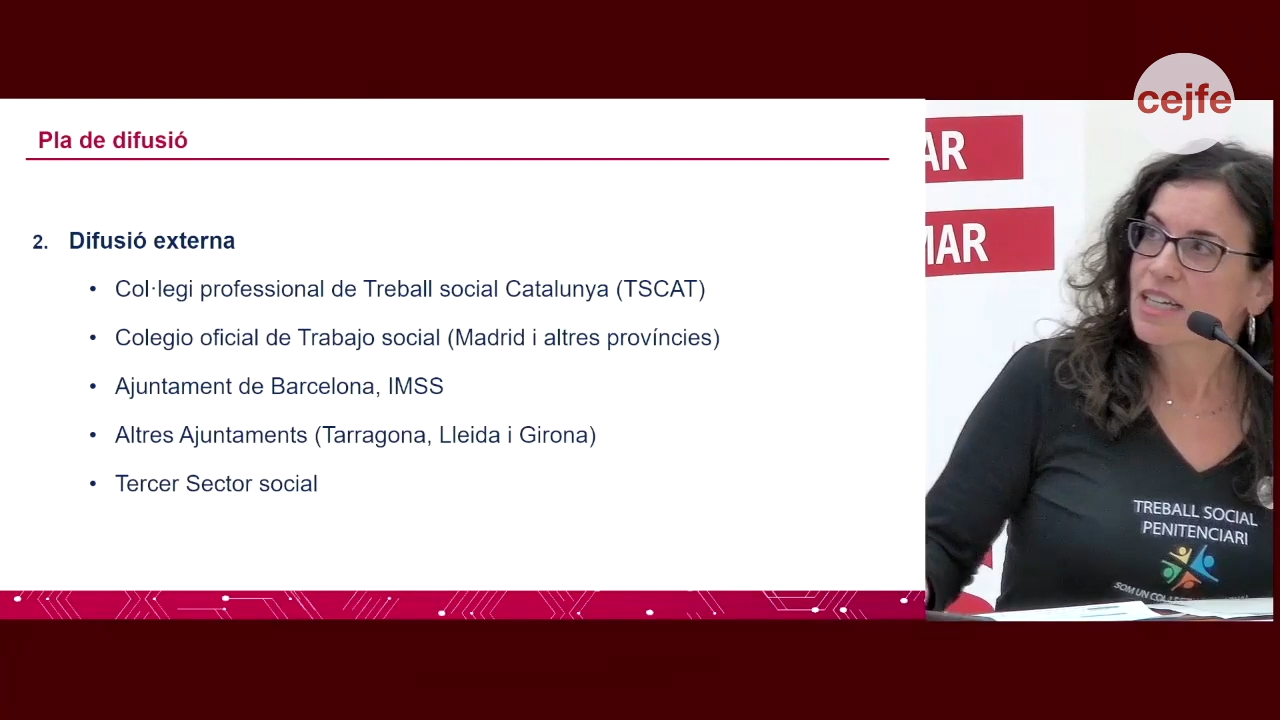 cejfe
Pla de difusió
2. Difusió externa
• Col·legi professional de Treball social Catalunya (TSCAT)
• Colegio oficial de Trabajo social (Madrid i altres províncies)
• Ajuntament de Barcelona, IMSS
• Altres Ajuntaments (Tarragona, Lleida i Girona)
• Tercer Sector social
AR
MAR
TREBALL SOCIAL
PENITENCIARI
SOM UN